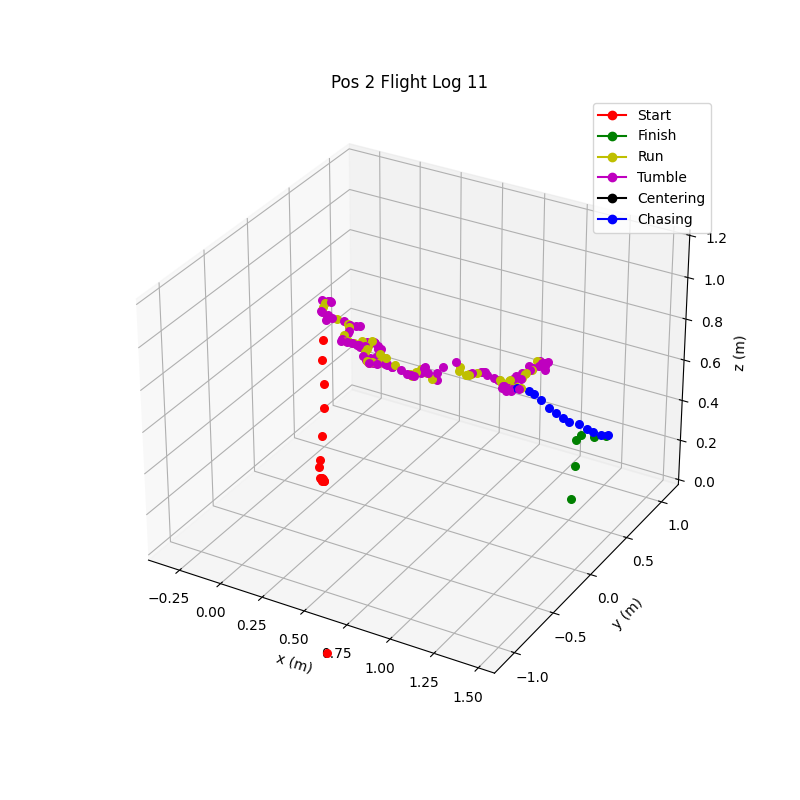 Pos 2 Flight Log 11
Start
Finish
Run
Tumble
Centering
Chasing
1.2
1.0
0.8
0.6
0.4
0.2
0.0
z (m)
1.0
0.5
0.0
−0.5
−1.0
y (m)
−0.25
0.00
0.25
0.50
0.75
1.00
1.25
1.50
x (m)